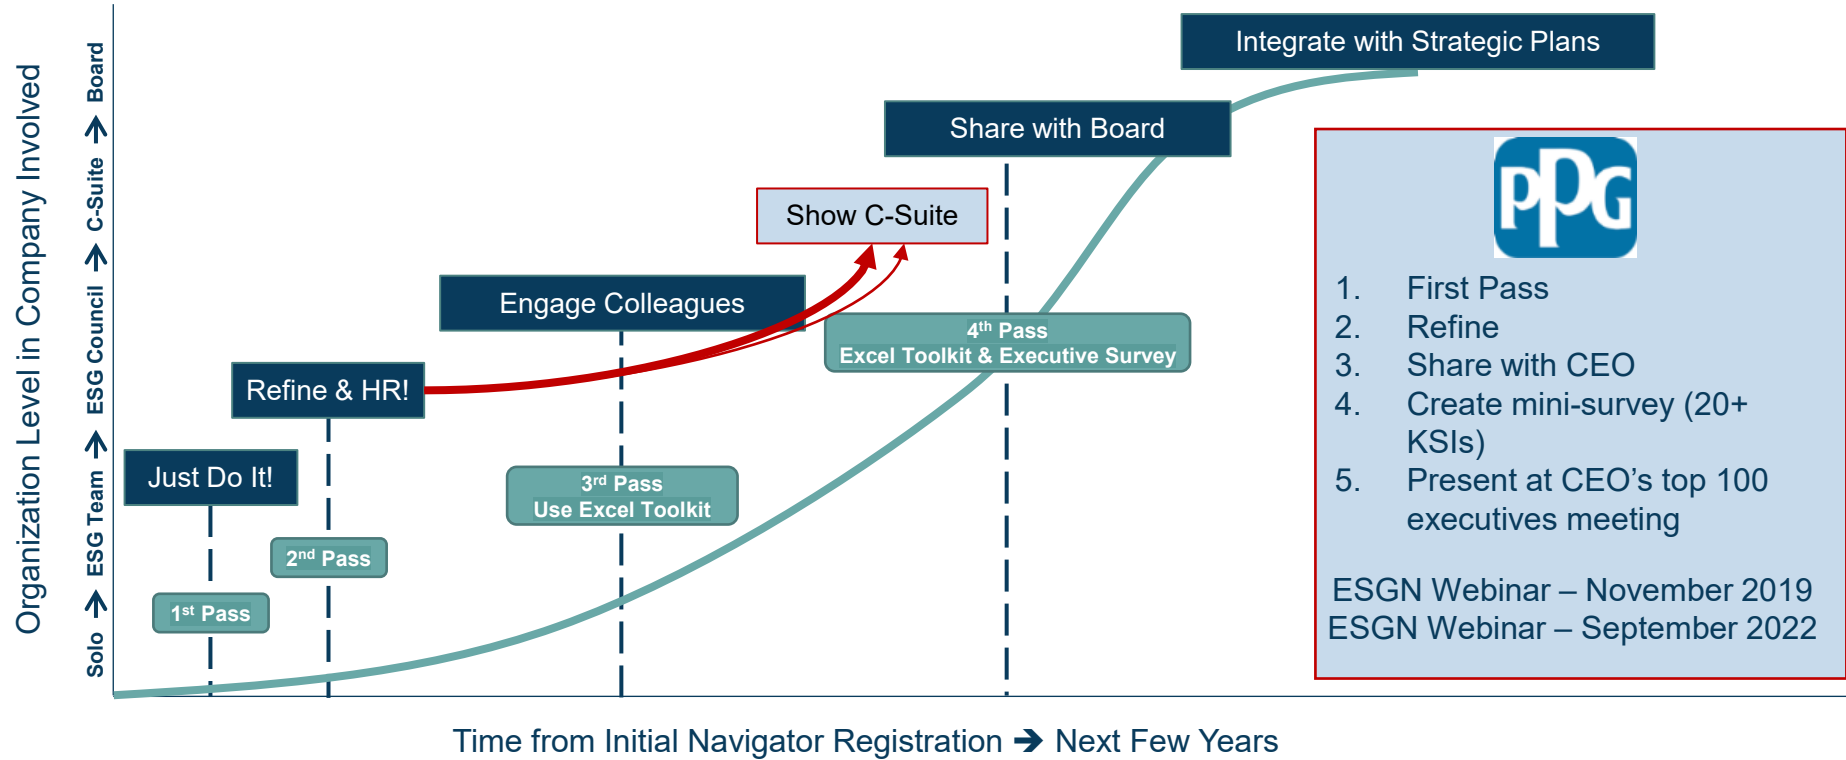 Integrate with Strategic Plans
Share with Board
Show C-Suite
Engage Colleagues
Refine & HR!
Just Do It!
1st Pass
2nd Pass
3rd Pass
Use Excel Toolkit
4th Pass
Excel Toolkit & Executive Survey
Organization Level in Company Involved
Solo → ESG Team → ESG Council → C-Suite → Board
Time from Initial Navigator Registration → Next Few Years
PPG
1. First Pass
2. Refine
3. Share with CEO
4. Create mini-survey (20+
KSIs)
5. Present at CEO’s top 100
executives meeting
ESGN Webinar – November 2019
ESGN Webinar – September 2022